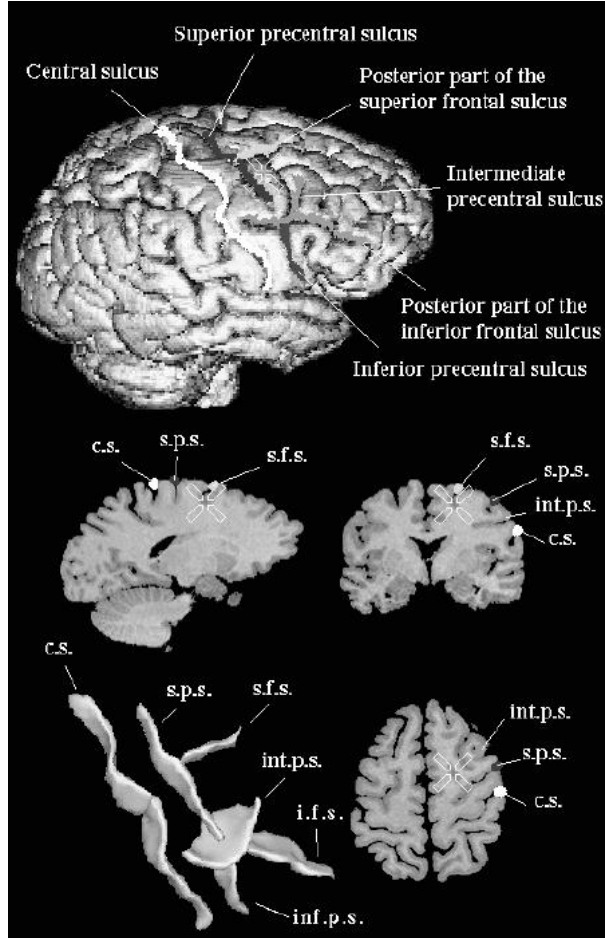 Superior precentral sulcus
Central sulcus
Posterior part of the
superior frontal sulcus
Intermediate
precentral sulcus
Posterior part of the
inferior frontal sulcus
Inferior precentral sulcus
c.s.
s.p.s.
s.f.s.
s.f.s.
s.p.s.
int.p.s.
c.s.
c.s.
s.p.s.
s.f.s.
int.p.s.
i.f.s.
inf.p.s.
int.p.s.
s.p.s.
c.s.